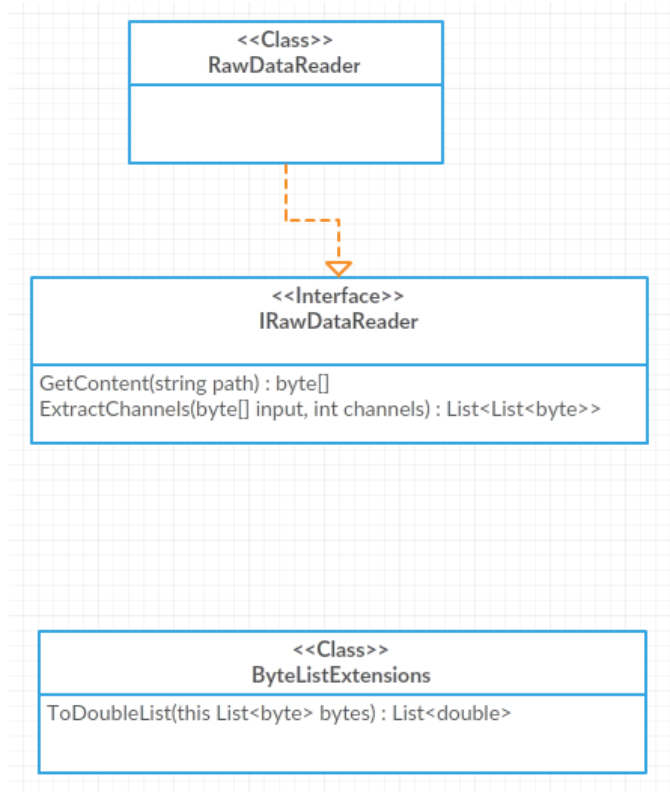 <<Class>>
RawDataReader
<<Interface>>
IRawDataReader
GetContent(string path) : byte[]
ExtractChannels(byte[] input, int channels) : List<List<byte>>
<<Class>>
ByteListExtensions
ToDoubleList(this List<byte> bytes) : List<double>